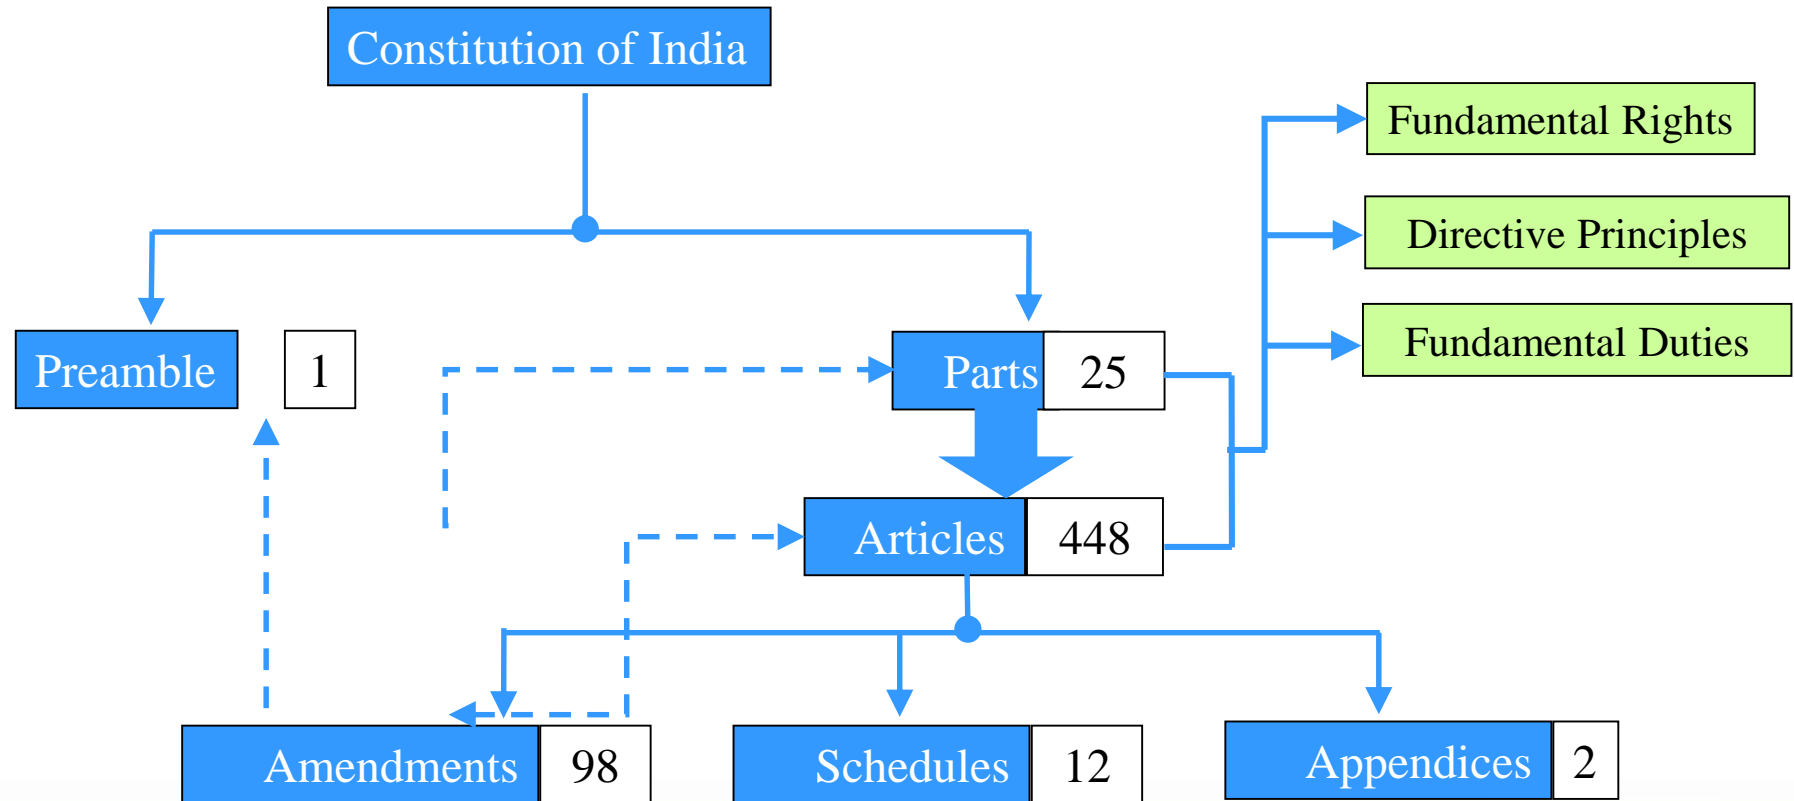 Constitution of India
Fundamental Rights
Directive Principles
Fundamental Duties
Preamble 1
Parts 25
Articles 448
Amendments 98
Schedules 12
Appendices 2